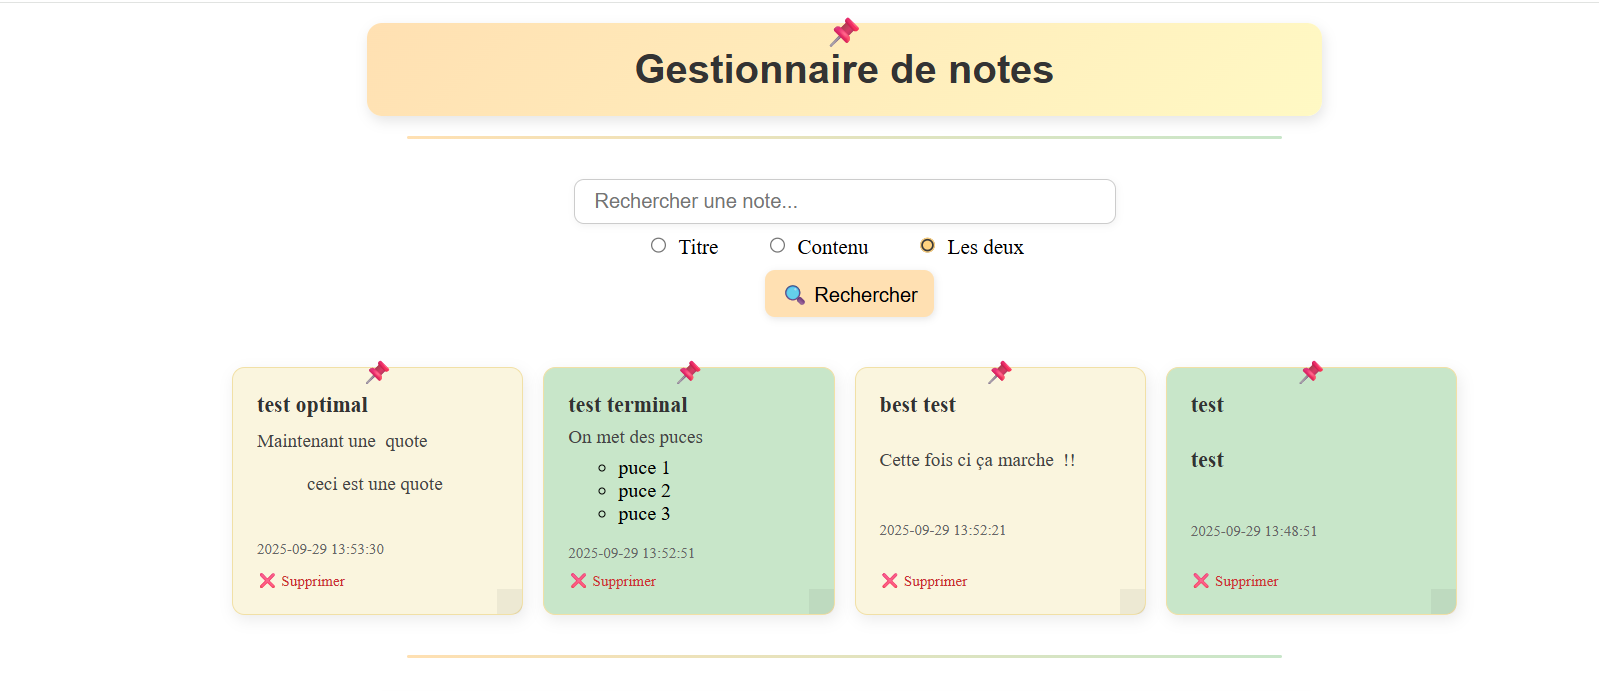 Gestionnaire de notes
Rechercher une note...
Titre
Contenu
Les deux
Rechercher
test optimal
Maintenant une  quote
ceci est une quote
2025-09-29 13:53:30
Supprimer
test terminal
On met des puces
puce 1
puce 2
puce 3
2025-09-29 13:52:51
Supprimer
best test
Cette fois ci ça marche  !!
2025-09-29 13:52:21
Supprimer
test
test
2025-09-29 13:48:51
Supprimer